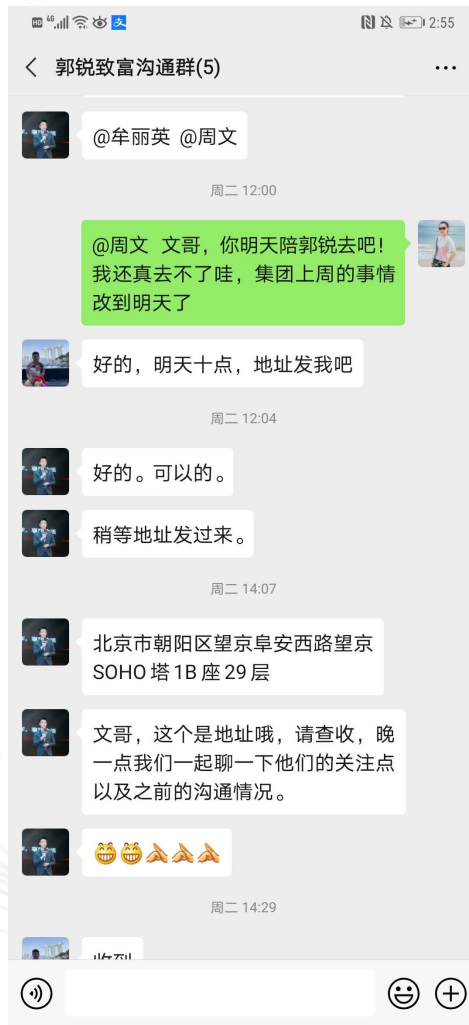 HD 46 2:55
郭锐致富沟通群(5)
@牟丽英 @周文
周二 12:00
@周文 文哥，你明天陪郭锐去吧！
我还真去不了哇，集团上周的事情
改到明天了
好的，明天十点，地址发我吧
周二 12:04
好的。可以的。
稍等地址发过来。
周二 14:07
北京市朝阳区望京阜安西路望京
SOHO 塔 1B 座 29 层
文哥，这个是地址哦，请查收，晚
一点我们一起聊一下他们的关注点
以及之前的沟通情况。
周二 14:29
收到